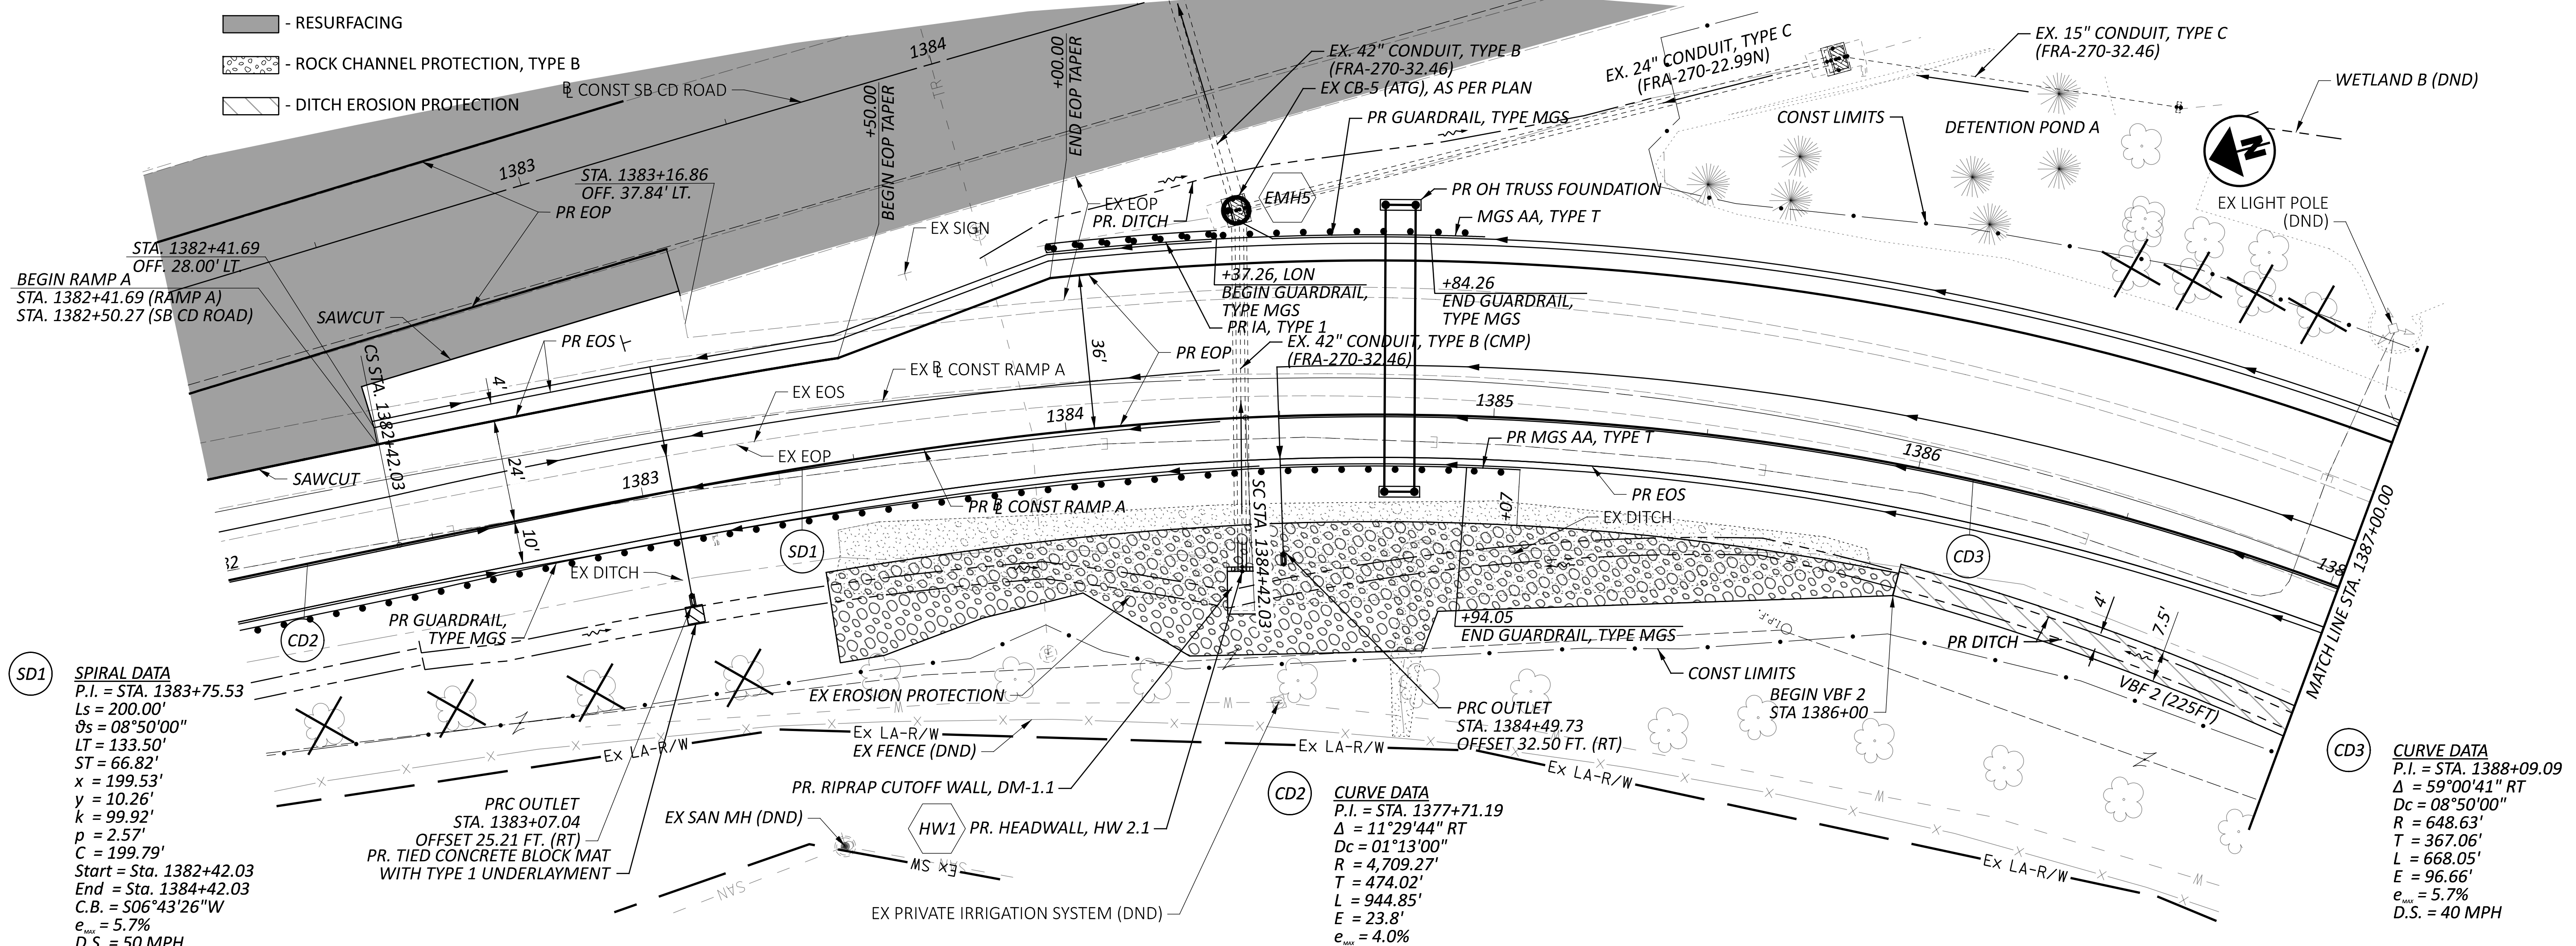 - RESURFACING
- ROCK CHANNEL PROTECTION, TYPE B
- DITCH EROSION PROTECTION
1384
BL CONST SB CD ROAD
1383
STA. 1383+16.86
OFF. 37.84' LT.
PR EOP
STA. 1382+41.69
OFF. 28.00' LT.
BEGIN RAMP A
STA. 1382+41.69 (RAMP A)
STA. 1382+50.27 (SB CD ROAD)
SAWCUT
PR EOS
CS STA. 1382+42.03
4'
24'
10'
SAWCUT
+50.00
BEGIN EOP TAPER
TR
+00.00
END EOP TAPER
EX SIGN
EX EOP
PR. DITCH
EX. 42" CONDUIT, TYPE B
(FRA-270-32.46)
EX CB-5 (ATG), AS PER PLAN
PR GUARDRAIL, TYPE MGS
EX. 24" CONDUIT, TYPE C
(FRA-270-22.99N)
EX. 15" CONDUIT, TYPE C
(FRA-270-32.46)
WETLAND B (DND)
CONST LIMITS
DETENTION POND A
N
EX LIGHT POLE
(DND)
EMH5
PR OH TRUSS FOUNDATION
MGS AA, TYPE T
+37.26, LON
BEGIN GUARDRAIL,
TYPE MGS
PR IA, TYPE 1
+84.26
END GUARDRAIL,
TYPE MGS
EX. 42" CONDUIT, TYPE B (CMP)
(FRA-270-32.46)
36'
PR EOP
EX BL CONST RAMP A
EX EOS
EX EOP
1383
1384
1385
1386
138
32
PR BL CONST RAMP A
PR MGS AA, TYPE T
PR EOS
+07
EX DITCH
SC STA. 1384+42.03
SD1
CD3
CD2
EX DITCH
PR GUARDRAIL,
TYPE MGS
+94.05
END GUARDRAIL, TYPE MGS
LP
PR DITCH
4'
7.5'
VBF 2 (225FT)
MATCH LINE STA. 1387+00.00
CONST LIMITS
BEGIN VBF 2
STA 1386+00
EX EROSION PROTECTION
PRC OUTLET
STA. 1384+49.73
OFFSET 32.50 FT. (RT)
W
Ex LA-R/W
Ex LA-R/W
Ex LA-R/W
Ex LA-R/W
Ex LA-R/W
W
W
EX FENCE (DND)
PR. RIPRAP CUTOFF WALL, DM-1.1
EX SAN MH (DND)
HW1
PR. HEADWALL, HW 2.1
PRC OUTLET
STA. 1383+07.04
OFFSET 25.21 FT. (RT)
PR. TIED CONCRETE BLOCK MAT
WITH TYPE 1 UNDERLAYMENT
SAN
SAN
Ex SW
EX PRIVATE IRRIGATION SYSTEM (DND)
SD1
SPIRAL DATA
P.I. = STA. 1383+75.53
Ls = 200.00'
ϑs = 08°50'00"
LT = 133.50'
ST = 66.82'
x = 199.53'
y = 10.26'
k = 99.92'
p = 2.57'
C = 199.79'
Start = Sta. 1382+42.03
End = Sta. 1384+42.03
C.B. = S06°43'26"W
eMAX = 5.7%
D.S. = 50 MPH
CD2
CURVE DATA
P.I. = STA. 1377+71.19
Δ = 11°29'44" RT
Dc = 01°13'00"
R = 4,709.27'
T = 474.02'
L = 944.85'
E = 23.8'
eMAX = 4.0%
CD3
CURVE DATA
P.I. = STA. 1388+09.09
Δ = 59°00'41" RT
Dc = 08°50'00"
R = 648.63'
T = 367.06'
L = 668.05'
E = 96.66'
eMAX = 5.7%
D.S. = 40 MPH